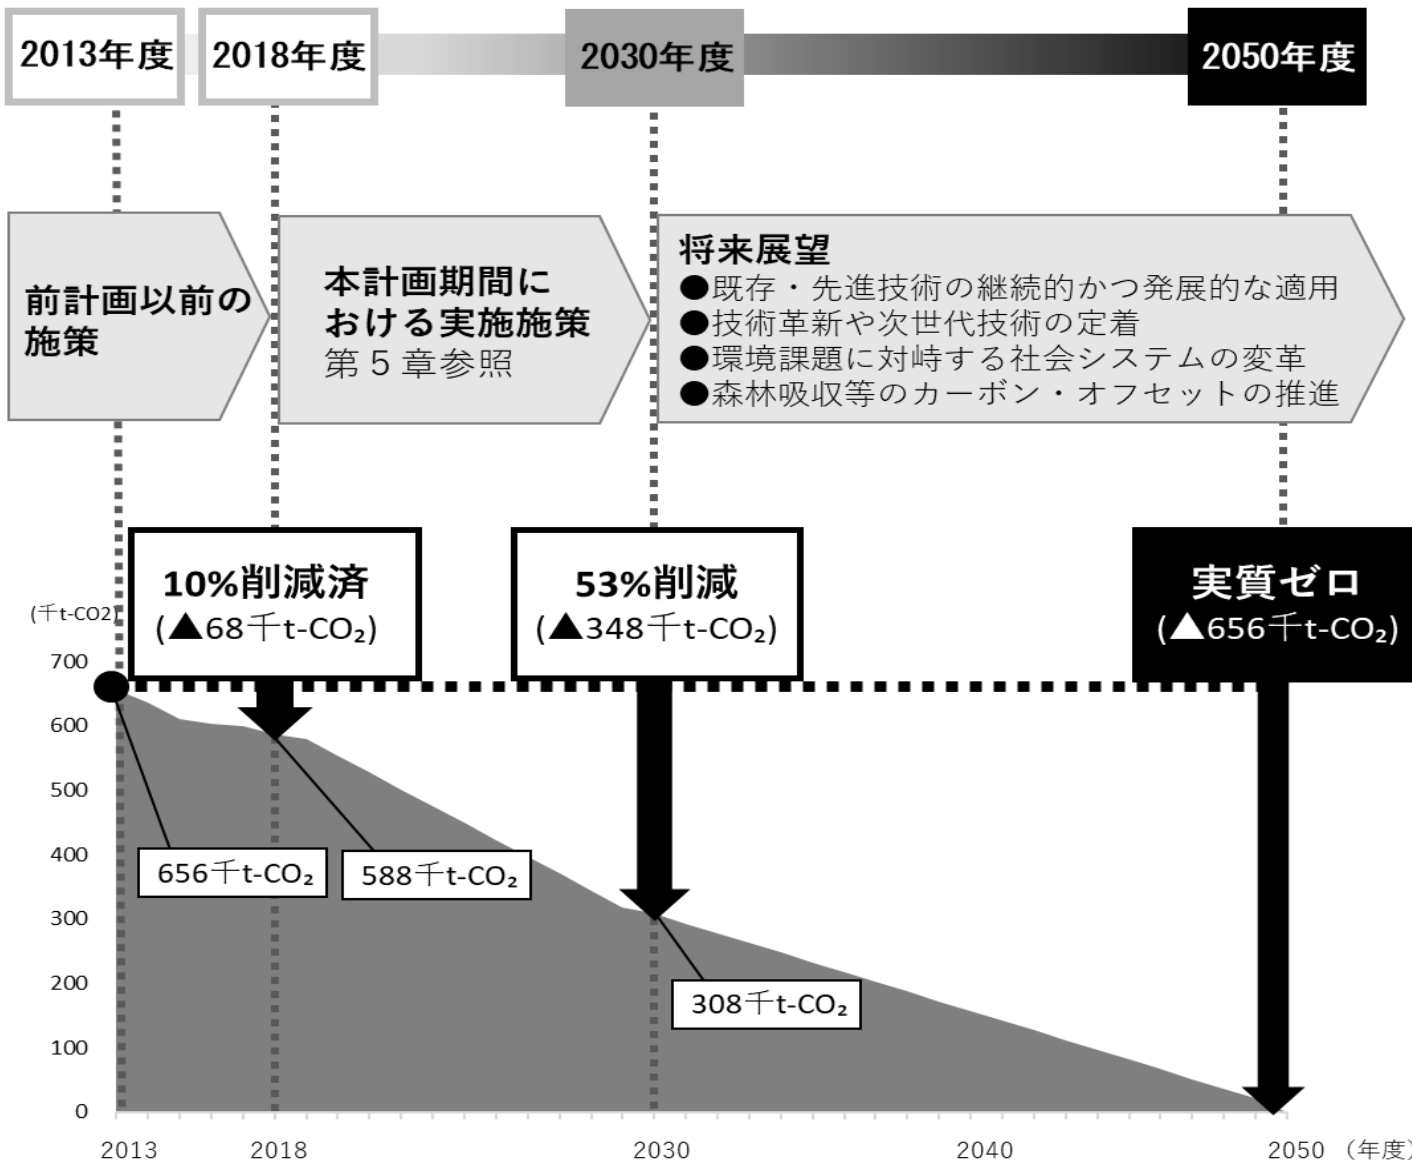 2013年度
2018年度
2030年度
2050年度
前計画以前の
施策
本計画期間に
おける実施施策
第５章参照
将来展望
●既存・先進技術の継続的かつ発展的な適用
●技術革新や次世代技術の定着
●環境課題に対峙する社会システムの変革
●森林吸収等のカーボン・オフセットの推進
10%削減済
(▲68千t-CO₂)
53%削減
(▲348千t-CO₂)
実質ゼロ
(▲656千t-CO₂)
(千t-CO2)
700
600
500
400
300
200
100
0
656千t-CO₂
588千t-CO₂
308千t-CO₂
2013
2018
2030
2040
2050
（年度）